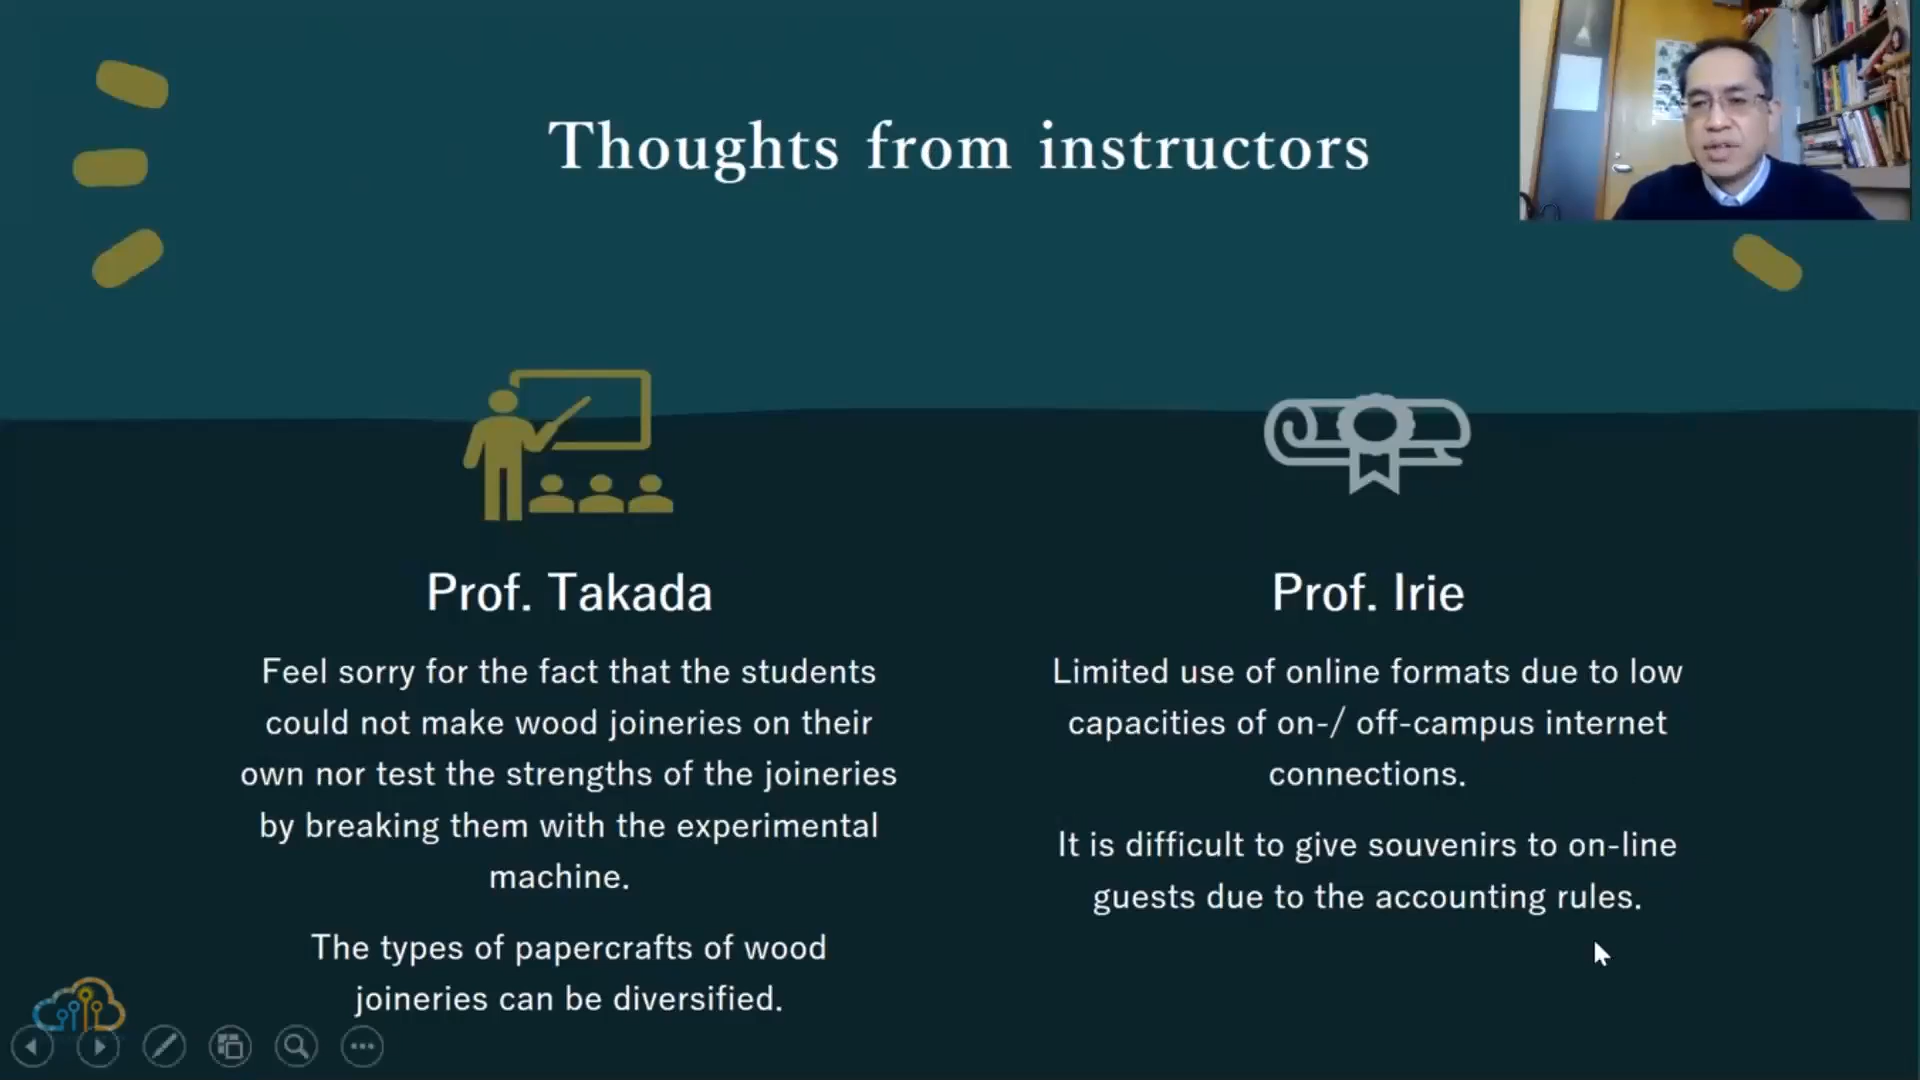 Thoughts from instructors
Prof. Takada
Feel sorry for the fact that the students
could not make wood joineries on their
own nor test the strengths of the joineries
by breaking them with the experimental
machine.
The types of papercrafts of wood
joineries can be diversified.
Prof. Irie
Limited use of online formats due to low
capacities of on-/ off-campus internet
connections.
It is difficult to give souvenirs to on-line
guests due to the accounting rules.